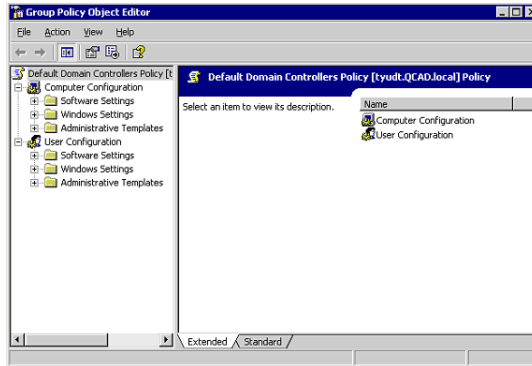 Group Policy Object Editor
File Action View Help
Default Domain Controllers Policy [t
Computer Configuration
Software Settings
Windows Settings
Administrative Templates
User Configuration
Software Settings
Windows Settings
Administrative Templates
Default Domain Controllers Policy [tyudt.QCAD.local] Policy
Select an item to view its description.
Name
Computer Configuration
User Configuration
Extended Standard